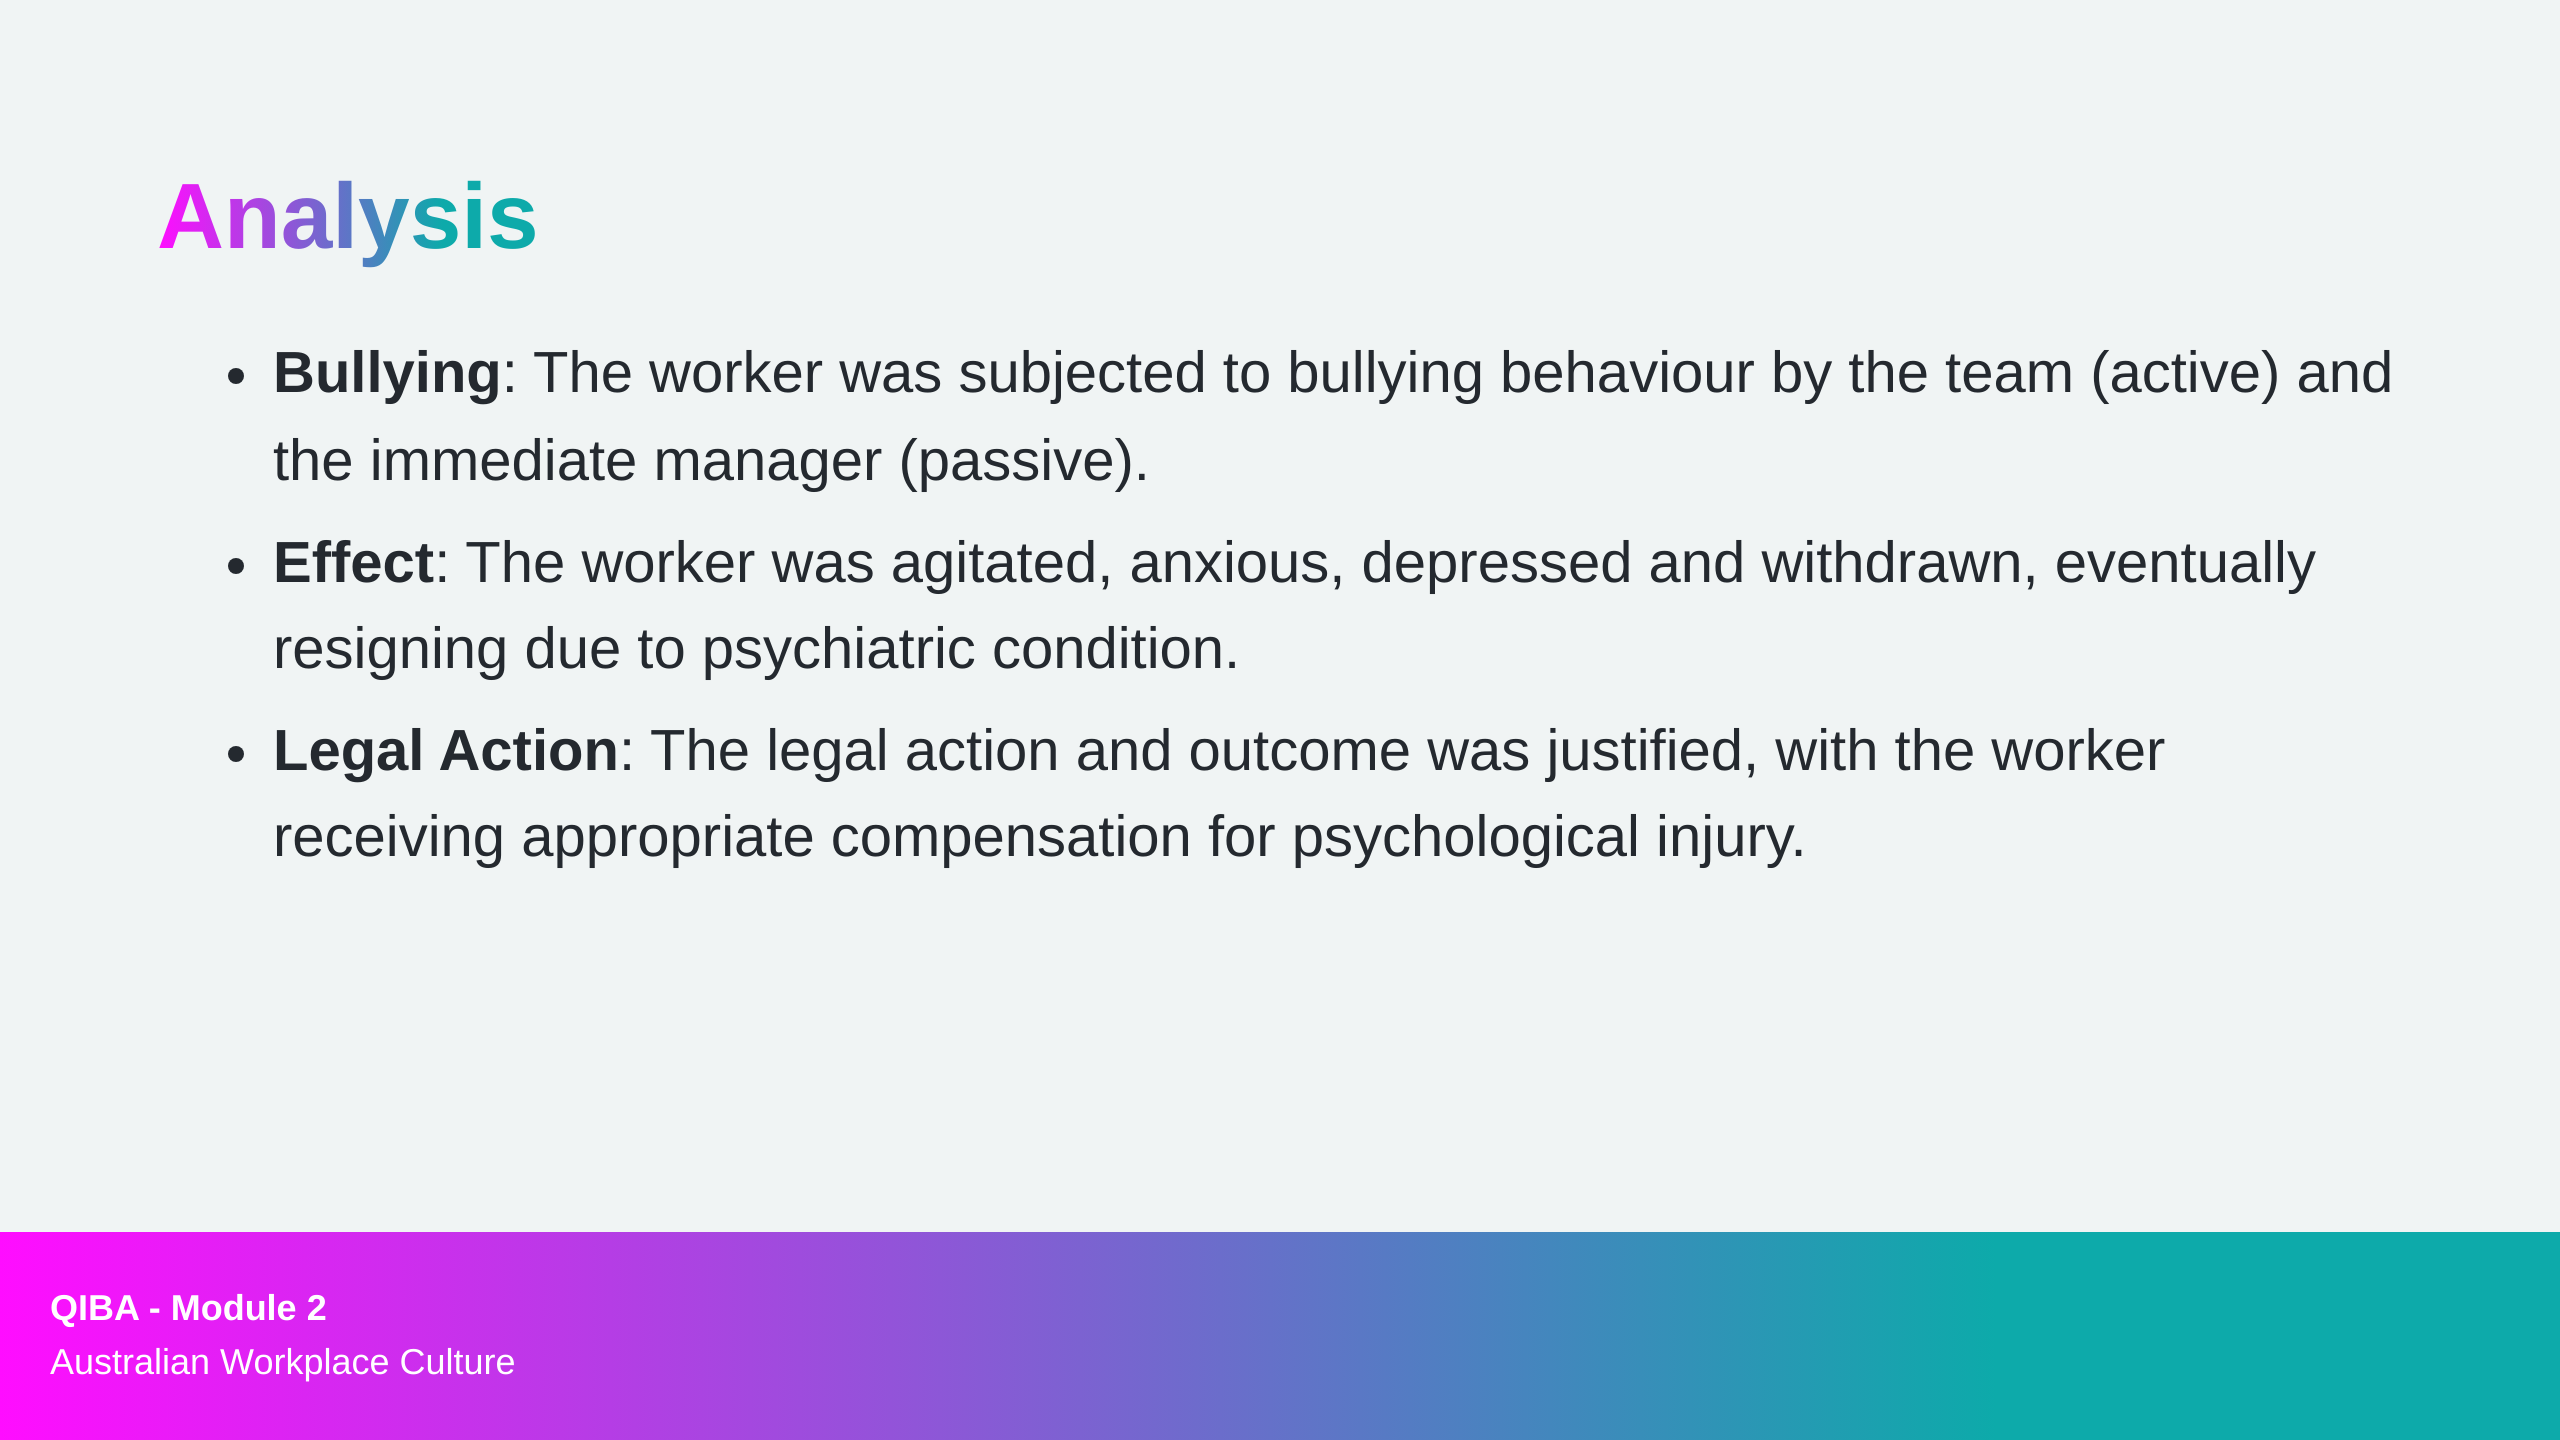 Analysis
• Bullying: The worker was subjected to bullying behaviour by the team (active) and
the immediate manager (passive).
• Effect: The worker was agitated, anxious, depressed and withdrawn, eventually
resigning due to psychiatric condition.
• Legal Action: The legal action and outcome was justified, with the worker
receiving appropriate compensation for psychological injury.
QIBA - Module 2
Australian Workplace Culture